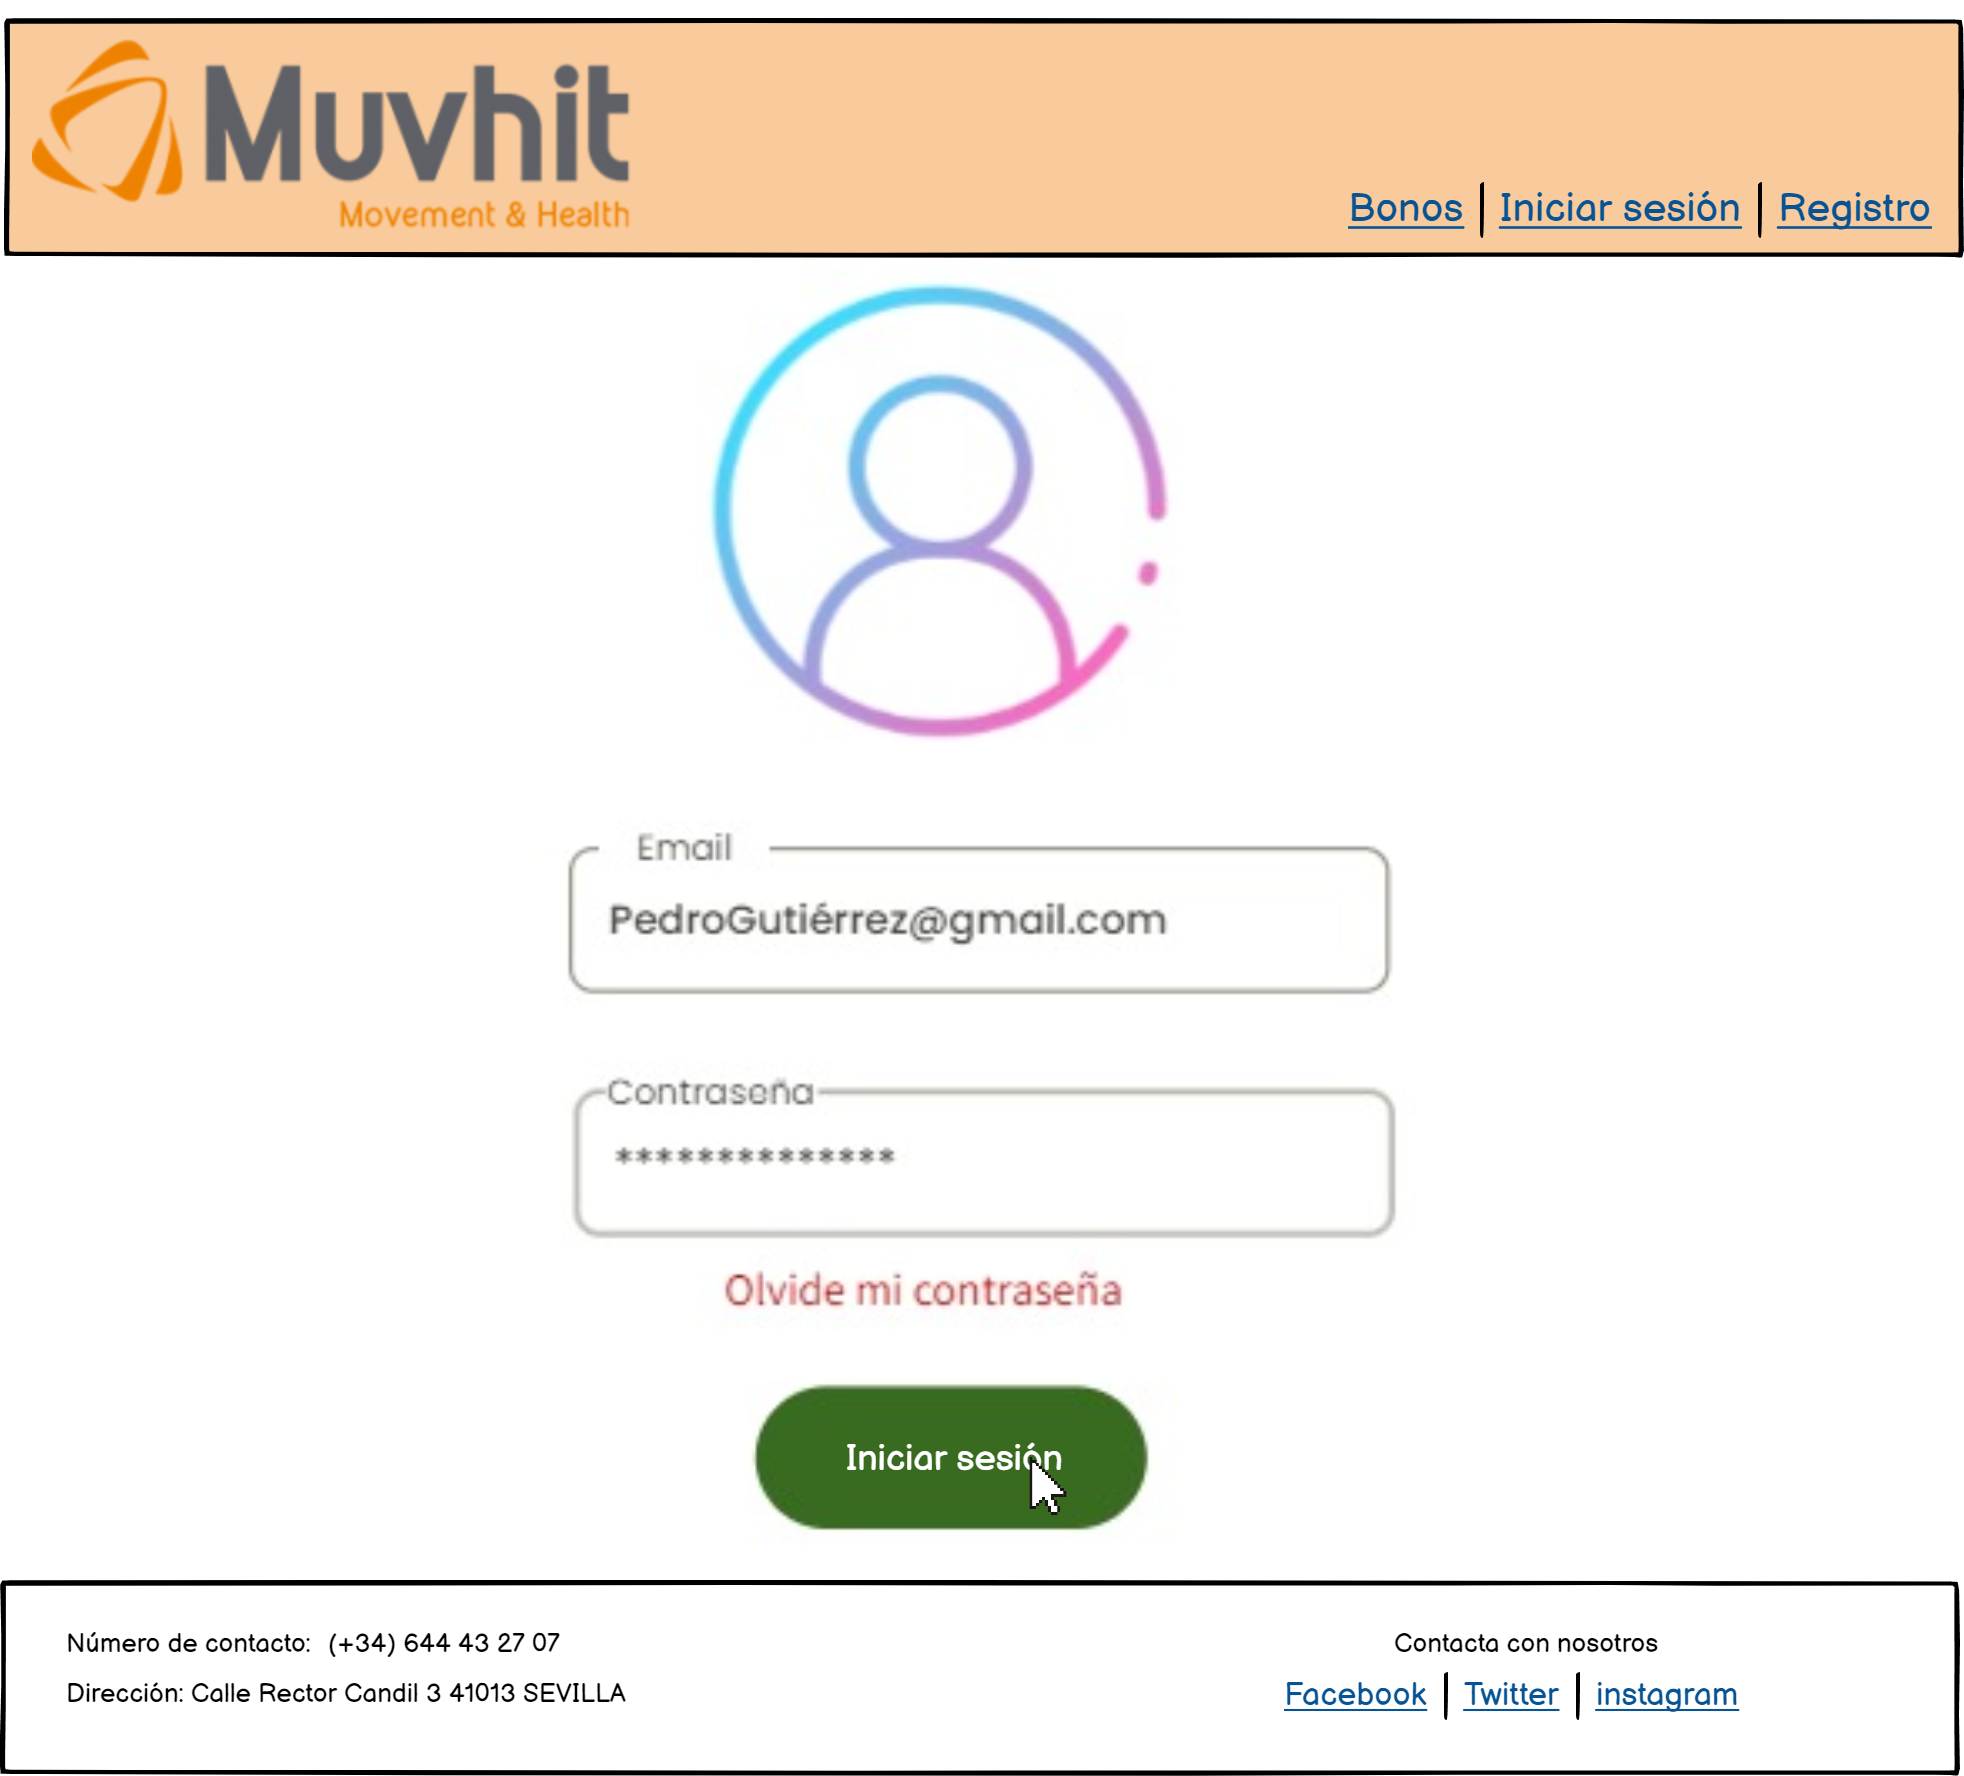 Muvhit
Movement & Health
Bonos | Iniciar sesión | Registro
Email
PedroGutiérrez@gmail.com
Contraseña
**************
Olvide mi contraseña
Iniciar sesión
Número de contacto: (+34) 644 43 27 07
Dirección: Calle Rector Candil 3 41013 SEVILLA
Contacta con nosotros
Facebook | Twitter | instagram